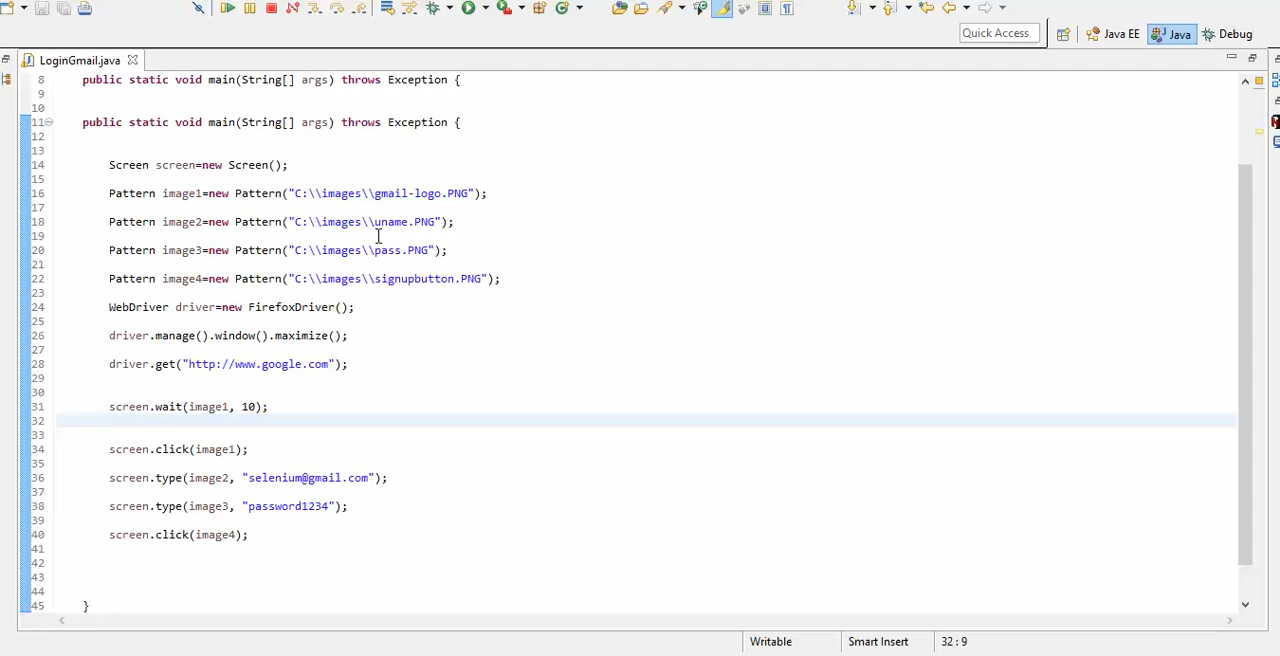 Quick Access
Java EE
Java
Debug
LoginGmail.java
8 public static void main(String[] args) throws Exception {
9
10
11 public static void main(String[] args) throws Exception {
12
13
14 Screen screen=new Screen();
15
16 Pattern image1=new Pattern("C:\\images\\gmail-logo.PNG");
17
18 Pattern image2=new Pattern("C:\\images\\uname.PNG");
19
20 Pattern image3=new Pattern("C:\\images\\pass.PNG");
21
22 Pattern image4=new Pattern("C:\\images\\signupbutton.PNG");
23
24 WebDriver driver=new FirefoxDriver();
25
26 driver.manage().window().maximize();
27
28 driver.get("http://www.google.com");
29
30
31 screen.wait(image1, 10);
32
33
34 screen.click(image1);
35
36 screen.type(image2, "selenium@gmail.com");
37
38 screen.type(image3, "password1234");
39
40 screen.click(image4);
41
42
43
44
45 }
Writable
Smart Insert
32:9